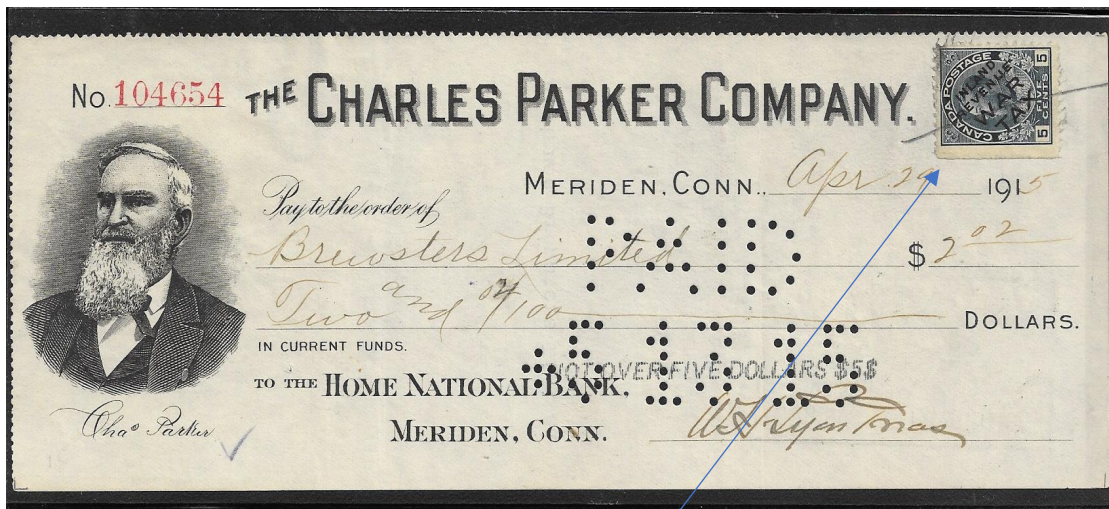 No. 104654 THE CHARLES PARKER COMPANY.
CANADA POSTAGE
INLAND REVENUE
WAR TAX
5 FIVE CENTS 5
MERIDEN, CONN., Apr. 29 1915
Pay to the order of
Brewsters Limited $ 2 02
PAID
Two and 02/100 DOLLARS.
IN CURRENT FUNDS.
NOT OVER FIVE DOLLARS $5$
TO THE HOME NATIONAL BANK,
Chas Parker
MERIDEN, CONN.
Treas